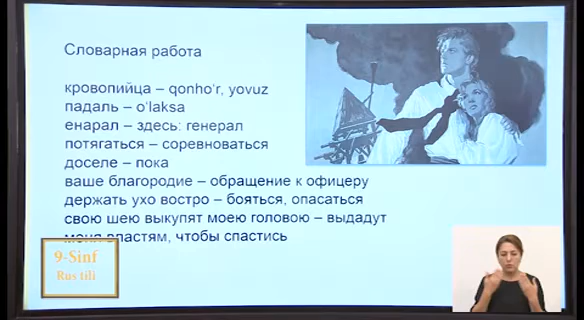 Словарная работа
кровопийца – qonho'r, yovuz
падаль – o'laksa
енарал – здесь: генерал
потягаться – соревноваться
доселе – пока
ваше благородие – обращение к офицеру
держать ухо востро – бояться, опасаться
свою шею выкупят моею головою – выдадут
меня властям, чтобы спастись
9-Sinf
Rus tili